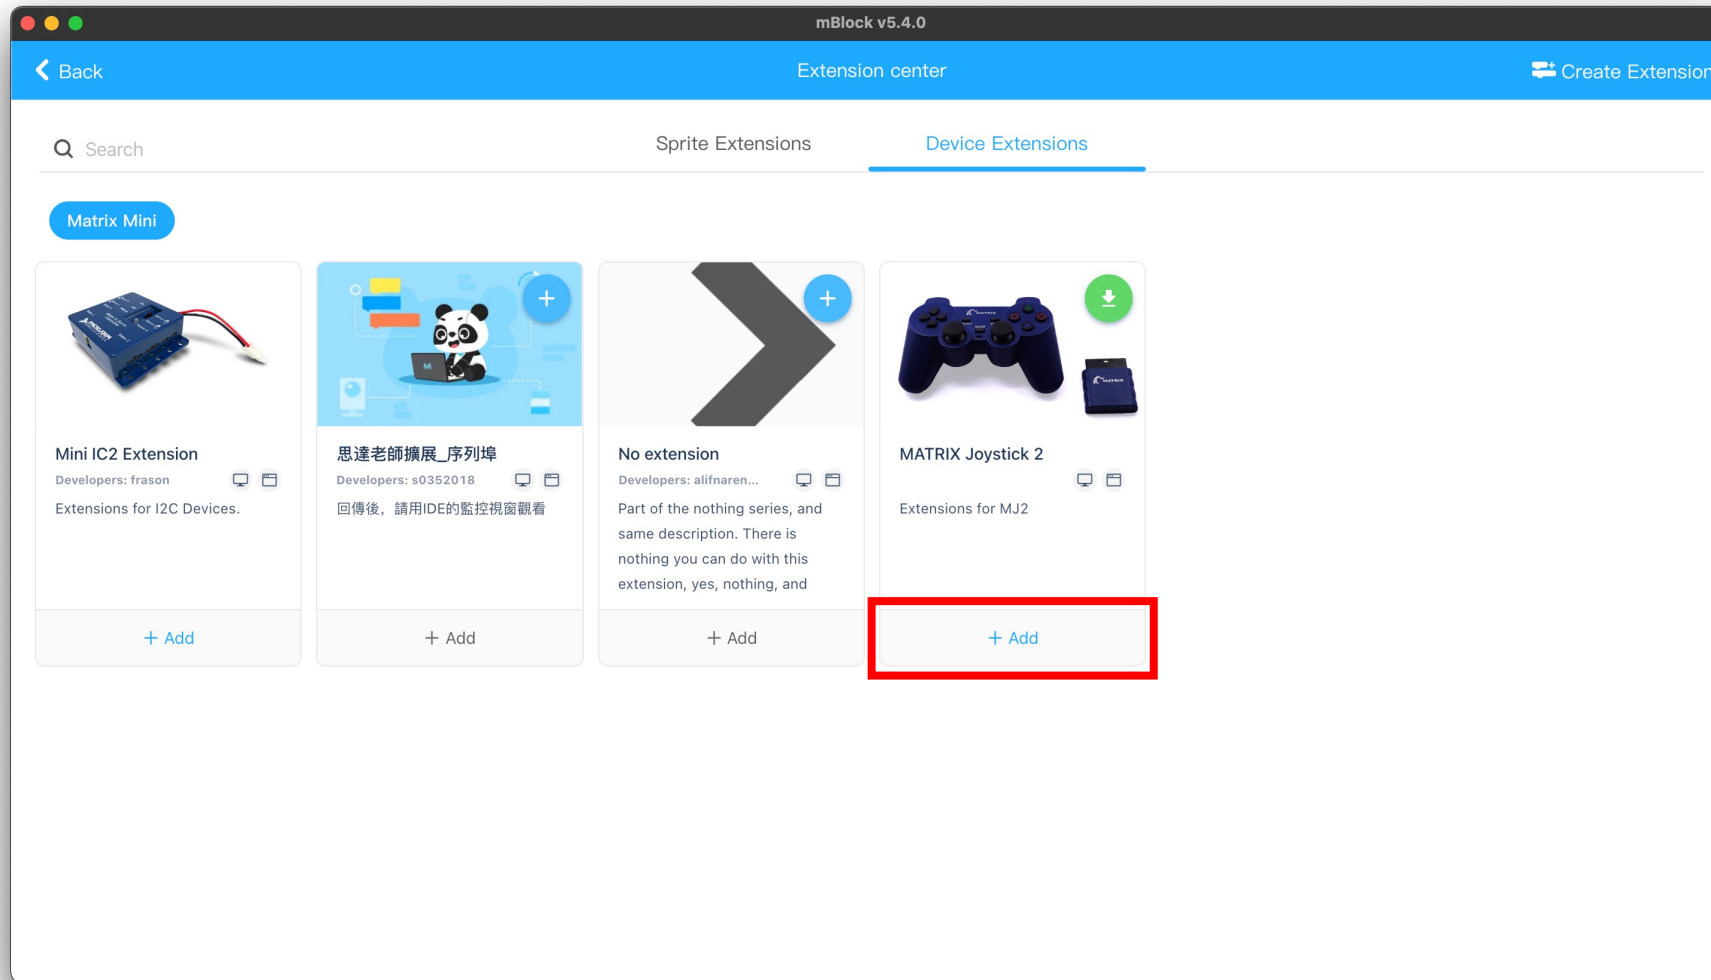 mBlock v5.4.0
Back
Extension center
Create Extension
Search
Sprite Extensions
Device Extensions
Matrix Mini
Mini IC2 Extension
Developers: frason
Extensions for I2C Devices.
+ Add
M
思達老師擴展_序列埠
Developers: s0352018
回傳後，請用IDE的監控視窗觀看
+ Add
No extension
Developers: alifnaren...
Part of the nothing series, and
same description. There is
nothing you can do with this
extension, yes, nothing, and
+ Add
MATRIX
MATRIX
MATRIX Joystick 2
Extensions for MJ2
+ Add